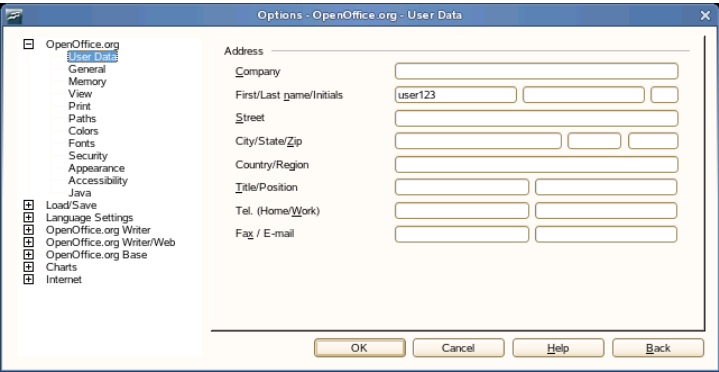 Options - OpenOffice.org - User Data
OpenOffice.org
User Data
General
Memory
View
Print
Paths
Colors
Fonts
Security
Appearance
Accessibility
Java
Load/Save
Language Settings
OpenOffice.org Writer
OpenOffice.org Writer/Web
OpenOffice.org Base
Charts
Internet
Address
Company
First/Last name/Initials user123
Street
City/State/Zip
Country/Region
Title/Position
Tel. (Home/Work)
Fax / E-mail
OK Cancel Help Back